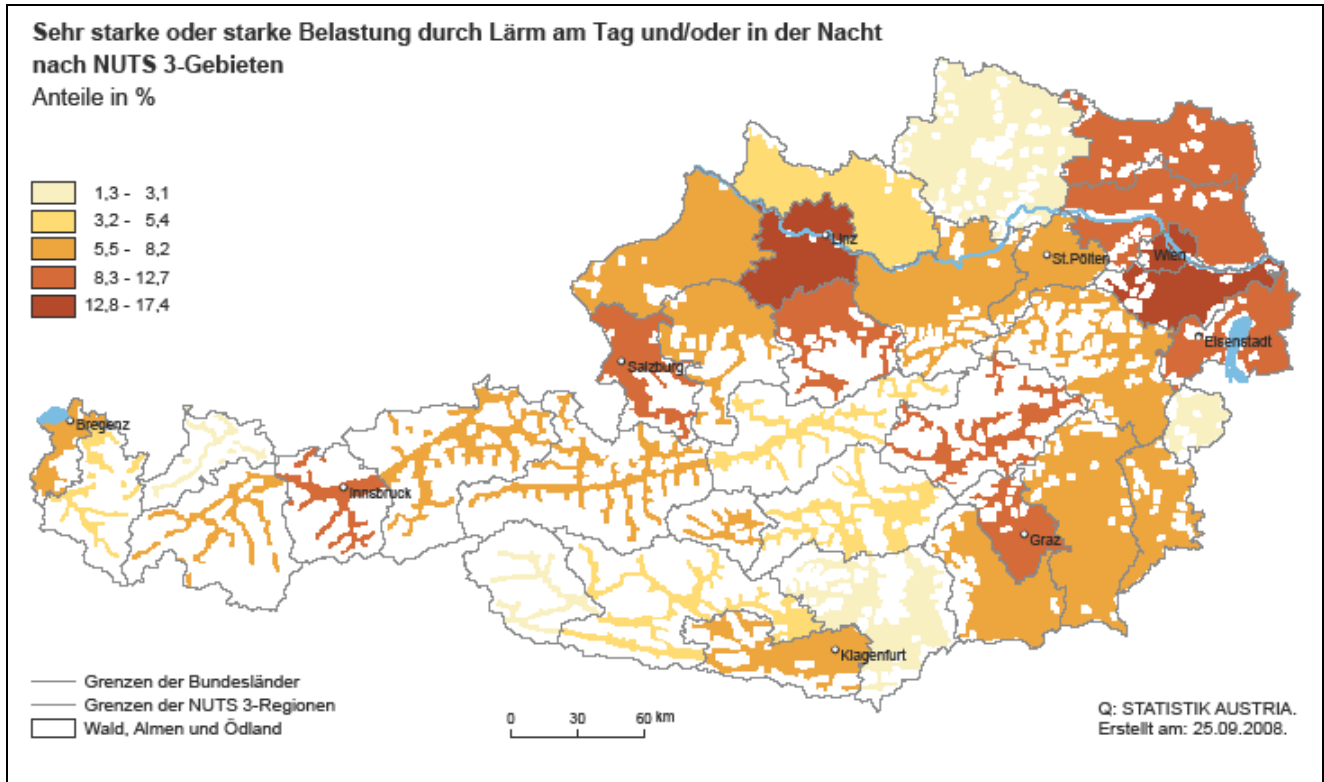 Sehr starke oder starke Belastung durch Lärm am Tag und/oder in der Nacht
nach NUTS 3-Gebieten
Anteile in %
1,3 - 3,1
3,2 - 5,4
5,5 - 8,2
8,3 - 12,7
12,8 - 17,4
Linz
St.Pölten
Wien
Eisenstadt
Salzburg
Bregenz
Innsbruck
Graz
Klagenfurt
Grenzen der Bundesländer
Grenzen der NUTS 3-Regionen
Wald, Almen und Ödland
0 30 60 km
Q: STATISTIK AUSTRIA.
Erstellt am: 25.09.2008.